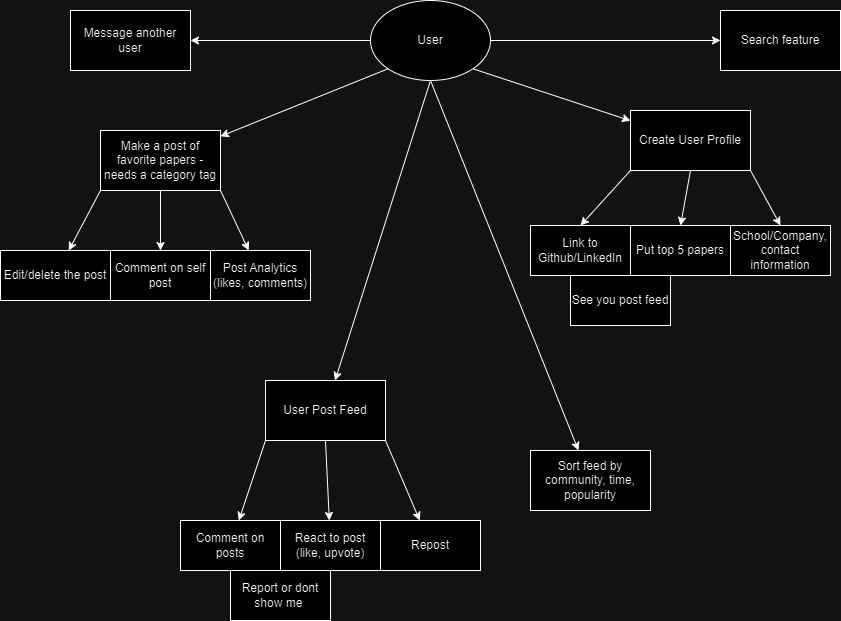 Message another
user
User
Search feature
Make a post of
favorite papers -
needs a category tag
Create User Profile
Edit/delete the post
Comment on self
post
Post Analytics
(likes, comments)
Link to
Github/LinkedIn
Put top 5 papers
School/Company,
contact
information
See you post feed
User Post Feed
Sort feed by
community, time,
popularity
Comment on
posts
React to post
(like, upvote)
Repost
Report or dont
show me